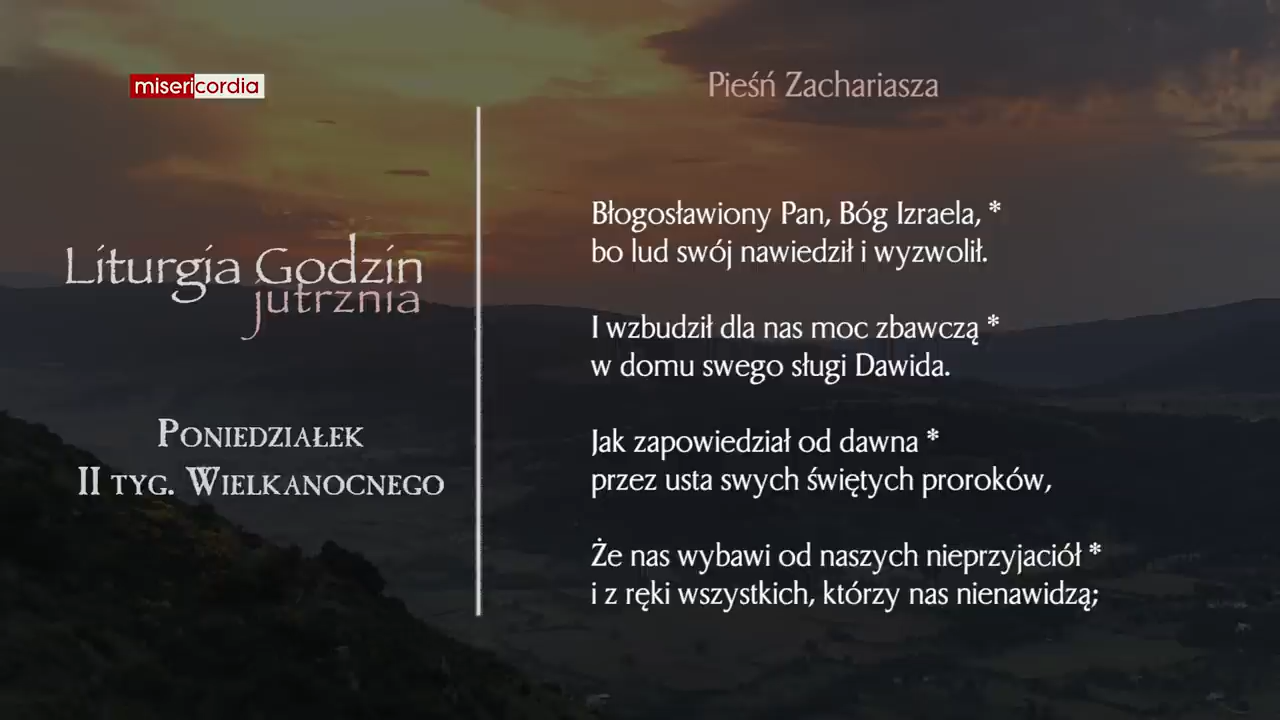 misericordia
Liturgia Godzin
jutrznia
Poniedziałek
II tyg. Wielkanocnego
Pieśń Zachariasza
Błogosławiony Pan, Bóg Izraela, *
bo lud swój nawiedził i wyzwolił.
I wzbudził dla nas moc zbawczą *
w domu swego sługi Dawida.
Jak zapowiedział od dawna *
przez usta swych świętych proroków,
Że nas wybawi od naszych nieprzyjaciół *
i z ręki wszystkich, którzy nas nienawidzą;